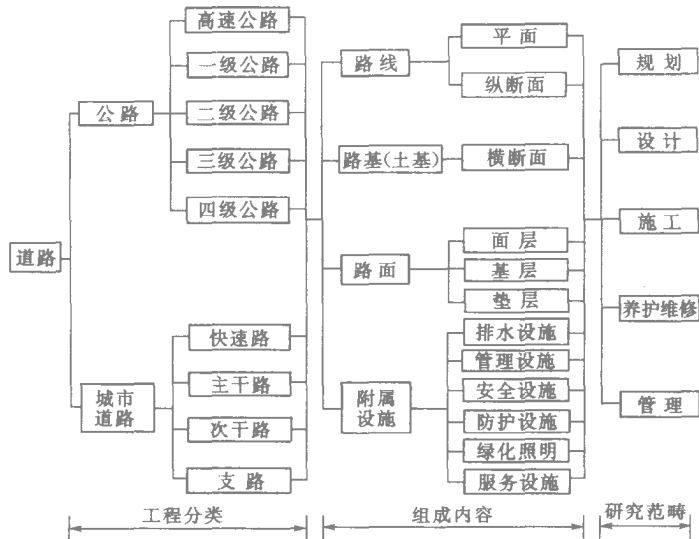 道路
公路
高速公路
一级公路
二级公路
三级公路
四级公路
城市
道路
快速路
主干路
次干路
支路
路线
平面
纵断面
路基(土基)
横断面
路面
面层
基层
垫层
附属
设施
排水设施
管理设施
安全设施
防护设施
绿化照明
服务设施
规划
设计
施工
养护维修
管理
工程分类
组成内容
研究范畴